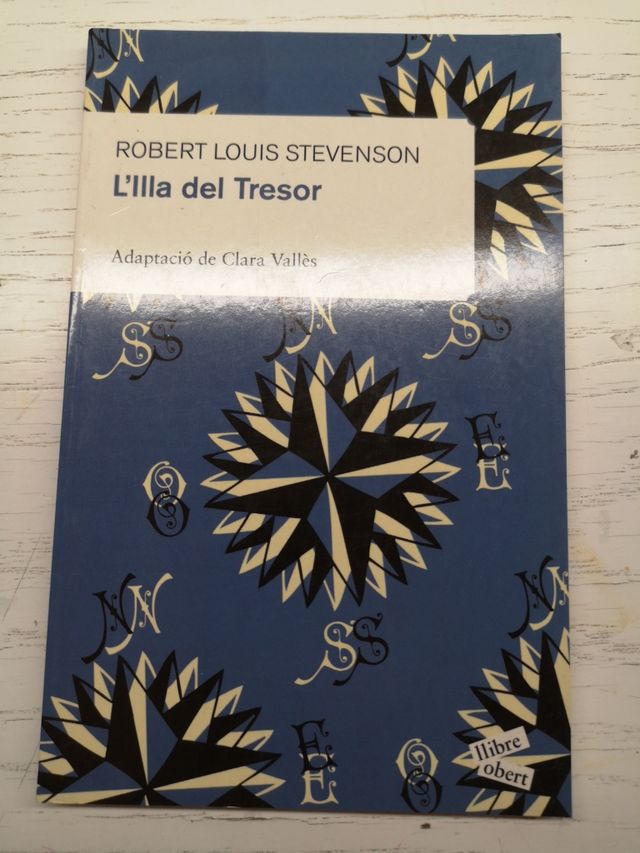 N N
ROBERT LOUIS STEVENSON
L'Illa del Tresor
Adaptació de Clara Vallès
S S
N N
S S
E
E
O
O
N N
N N
S S
E
E
O
O
llibre
obert